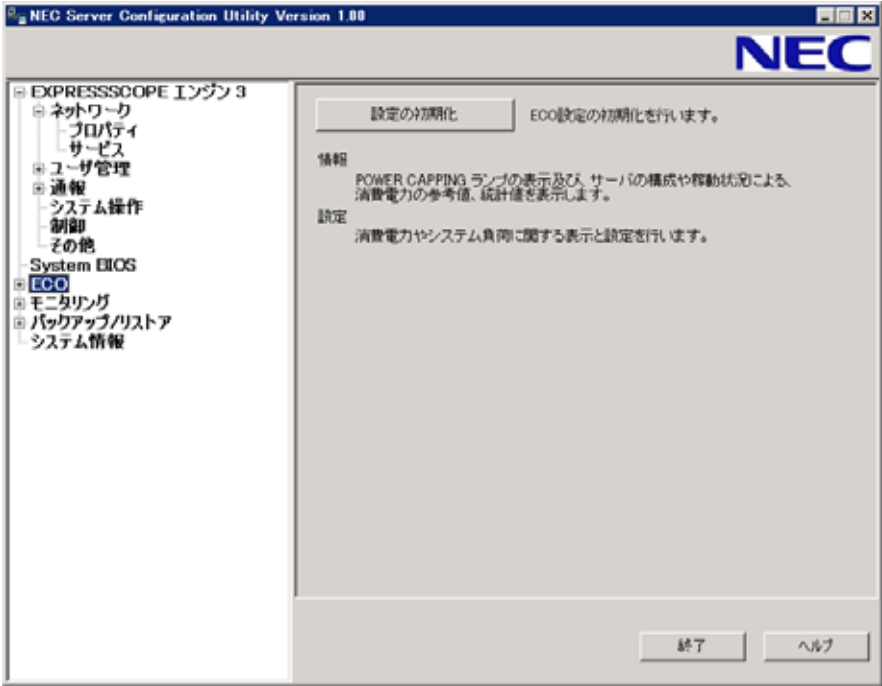 NEC Server Configuration Utility Version 1.00
NEC
EXPRESSSCOPE エンジン 3
ネットワーク
プロパティ
サービス
ユーザ管理
通報
システム操作
制御
その他
System BIOS
ECO
モニタリング
バックアップ/リストア
システム情報
設定の初期化
ECO設定の初期化を行います。
情報
POWER CAPPING ランプの表示及び、サーバの構成や稼動状況による、
消費電力の参考値、統計値を表示します。
設定
消費電力やシステム負荷に関する表示と設定を行います。
終了
ヘルプ